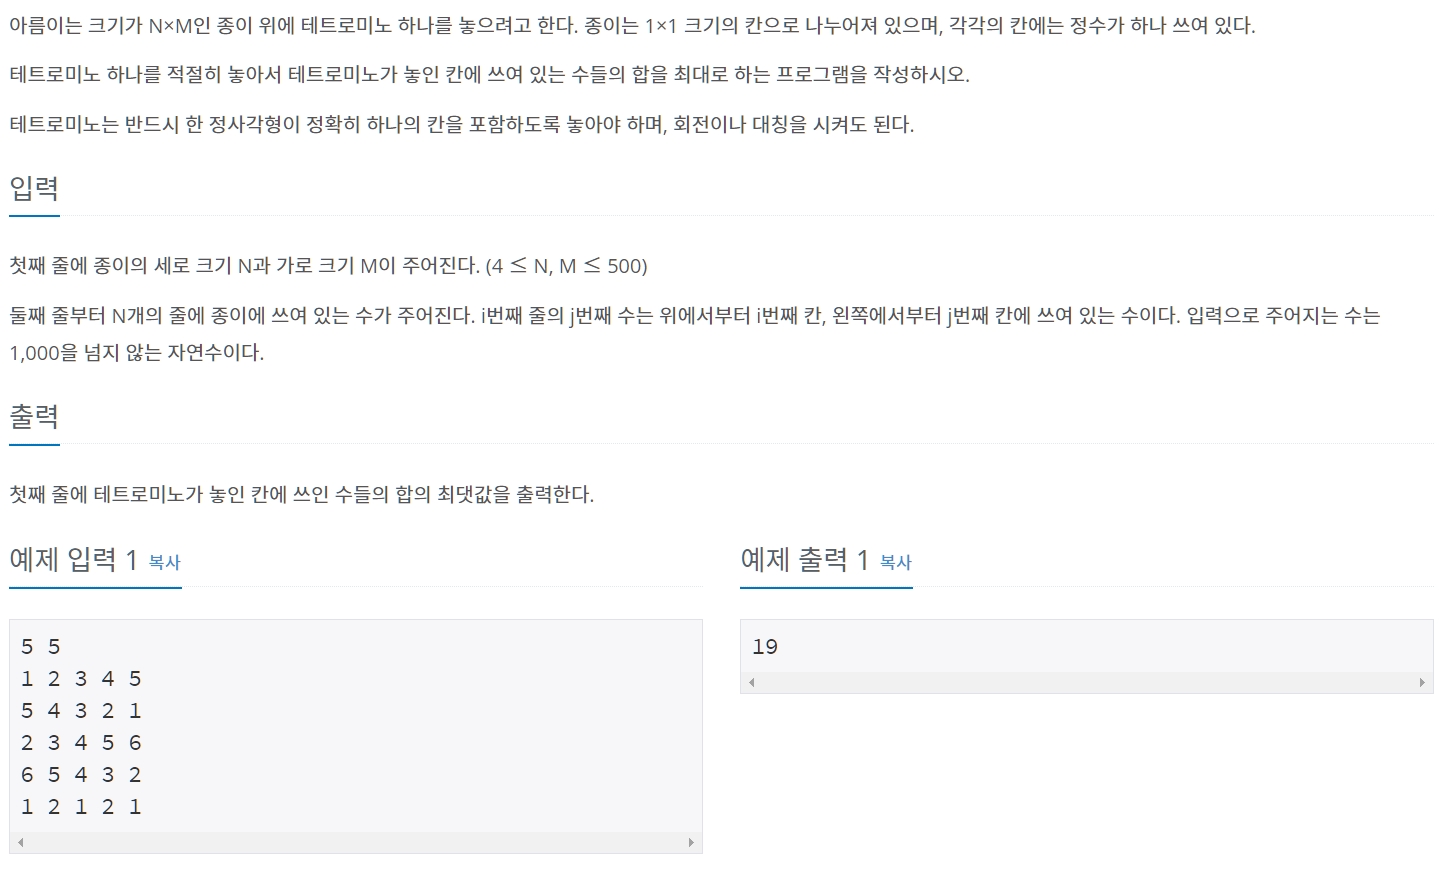 아름이는 크기가 N×M인 종이 위에 테트로미노 하나를 놓으려고 한다. 종이는 1×1 크기의 칸으로 나누어져 있으며, 각각의 칸에는 정수가 하나 쓰여 있다.
테트로미노 하나를 적절히 놓아서 테트로미노가 놓인 칸에 쓰여 있는 수들의 합을 최대로 하는 프로그램을 작성하시오.
테트로미노는 반드시 한 정사각형이 정확히 하나의 칸을 포함하도록 놓아야 하며, 회전이나 대칭을 시켜도 된다.
입력
첫째 줄에 종이의 세로 크기 N과 가로 크기 M이 주어진다. (4 ≤ N, M ≤ 500)
둘째 줄부터 N개의 줄에 종이에 쓰여 있는 수가 주어진다. i번째 줄의 j번째 수는 위에서부터 i번째 칸, 왼쪽에서부터 j번째 칸에 쓰여 있는 수이다. 입력으로 주어지는 수는
1,000을 넘지 않는 자연수이다.
출력
첫째 줄에 테트로미노가 놓인 칸에 쓰인 수들의 합의 최댓값을 출력한다.
예제 입력 1 복사
5 5
1 2 3 4 5
5 4 3 2 1
2 3 4 5 6
6 5 4 3 2
1 2 1 2 1
예제 출력 1 복사
19